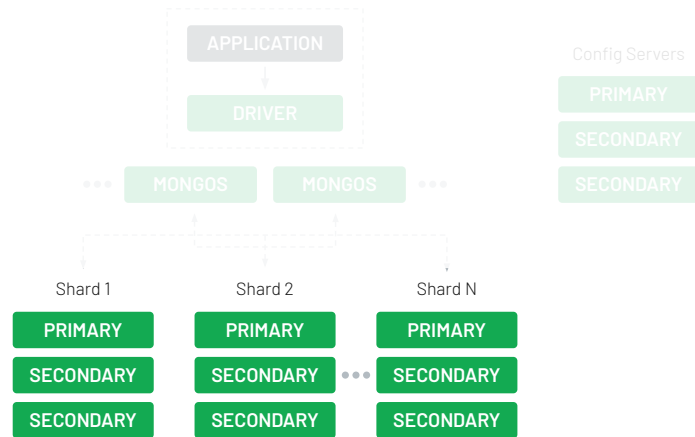 APPLICATION
DRIVER
MONGOS
MONGOS
Config Servers
PRIMARY
SECONDARY
SECONDARY
Shard 1
PRIMARY
SECONDARY
SECONDARY
Shard 2
PRIMARY
SECONDARY
SECONDARY
Shard N
PRIMARY
SECONDARY
SECONDARY